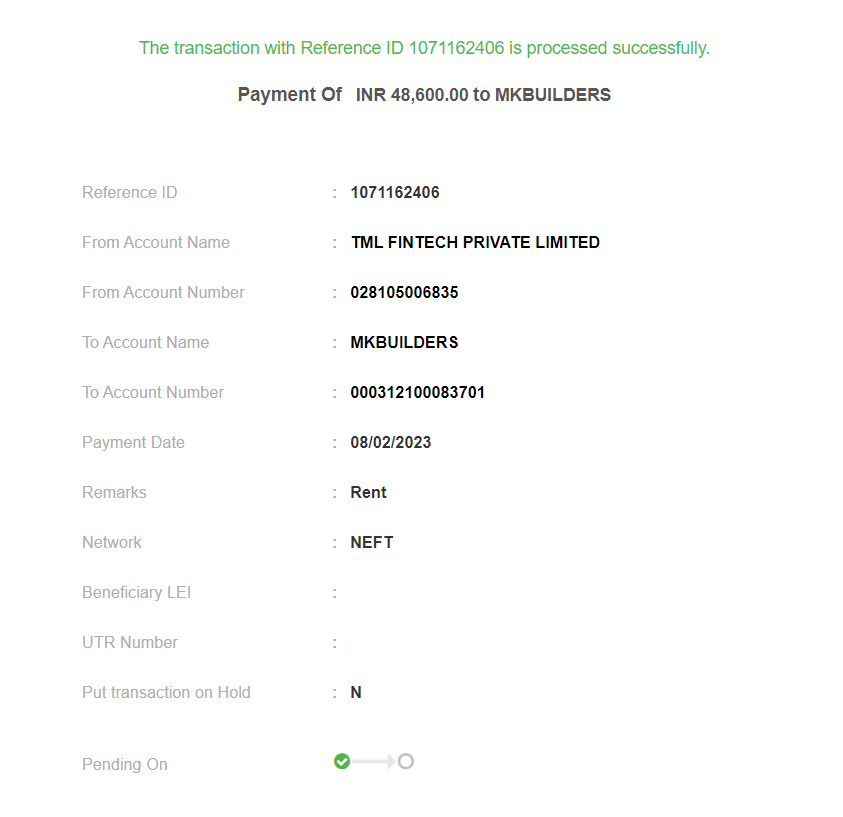 The transaction with Reference ID 1071162406 is processed successfully.
Payment Of INR 48,600.00 to MKBUILDERS
Reference ID : 1071162406
From Account Name : TML FINTECH PRIVATE LIMITED
From Account Number : 028105006835
To Account Name : MKBUILDERS
To Account Number : 000312100083701
Payment Date : 08/02/2023
Remarks : Rent
Network : NEFT
Beneficiary LEI :
UTR Number :
Put transaction on Hold : N
Pending On